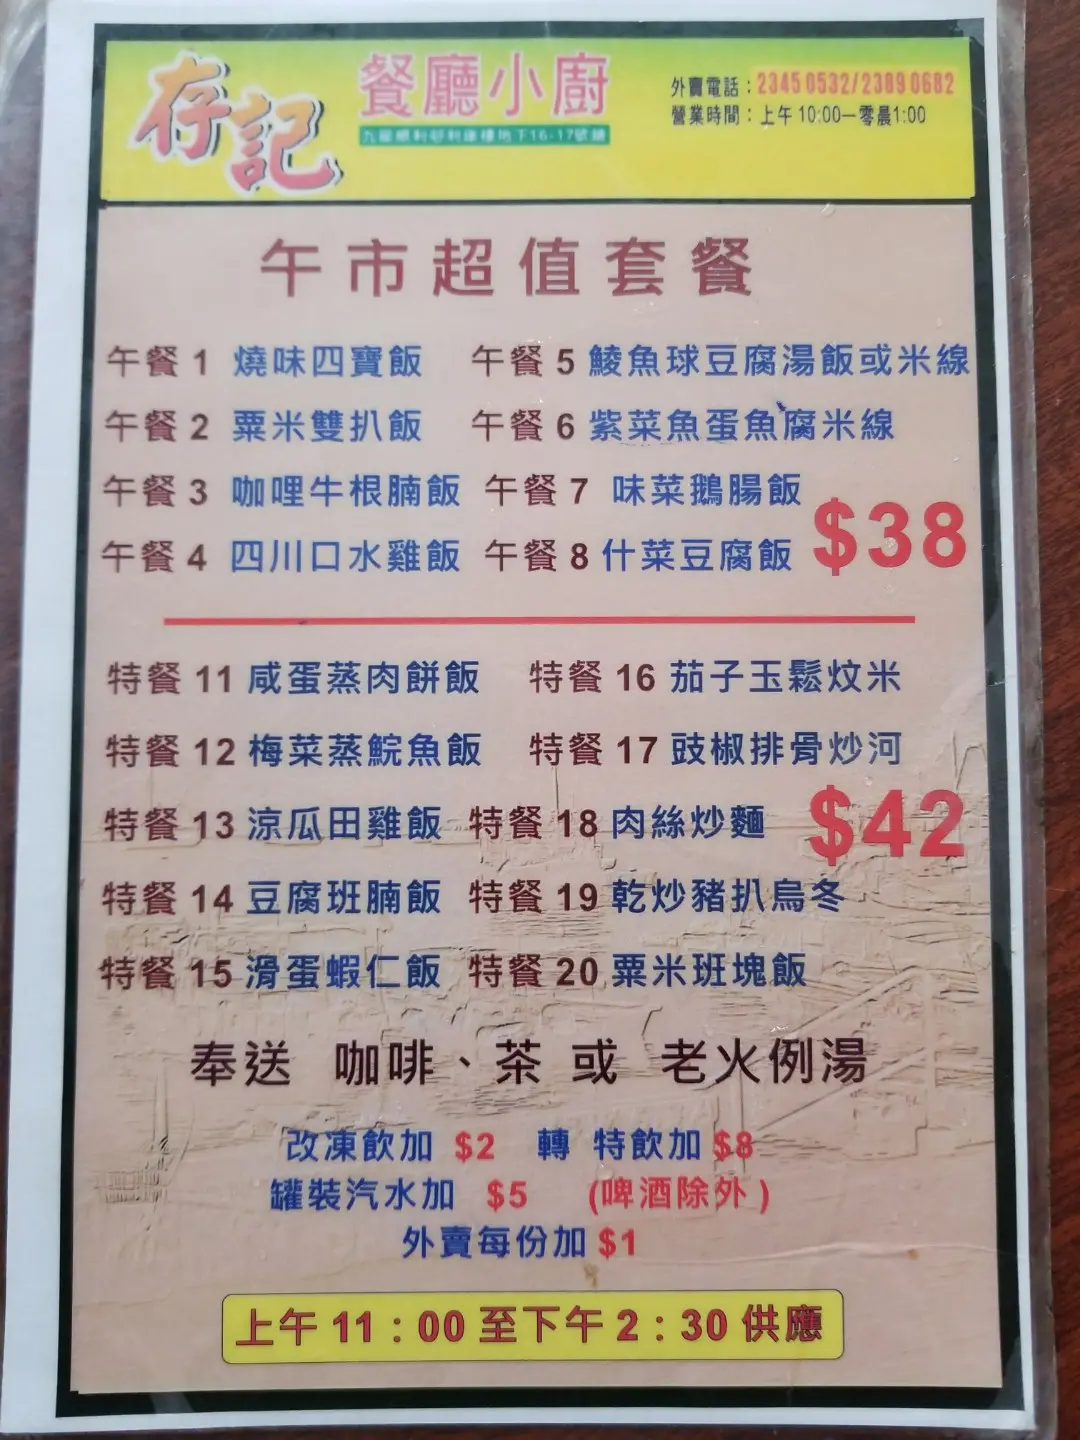 存記
餐廳小廚
外賣電話：2345 0532/2389 0682
營業時間：上午 10:00—零晨1:00
午市超值套餐
午餐 1 燒味四寶飯
午餐 5 鯪魚球豆腐湯飯或米線
午餐 2 粟米雙扒飯
午餐 6 紫菜魚蛋魚腐米線
午餐 3 咖哩牛根腩飯
午餐 7 味菜鵝腸飯
午餐 4 四川口水雞飯
午餐 8 什菜豆腐飯
$38
特餐 11 咸蛋蒸肉餅飯
特餐 16 茄子玉鬆炆米
特餐 12 梅菜蒸鯇魚飯
特餐 17 豉椒排骨炒河
特餐 13 涼瓜田雞飯
特餐 18 肉絲炒麵
$42
特餐 14 豆腐班腩飯
特餐 19 乾炒豬扒烏冬
特餐 15 滑蛋蝦仁飯
特餐 20 粟米班塊飯
奉送 咖啡、茶 或 老火例湯
改凍飲加 $2 轉 特飲加 $8
罐裝汽水加 $5 (啤酒除外)
外賣每份加 $1
上午 11：00 至下午 2：30 供應